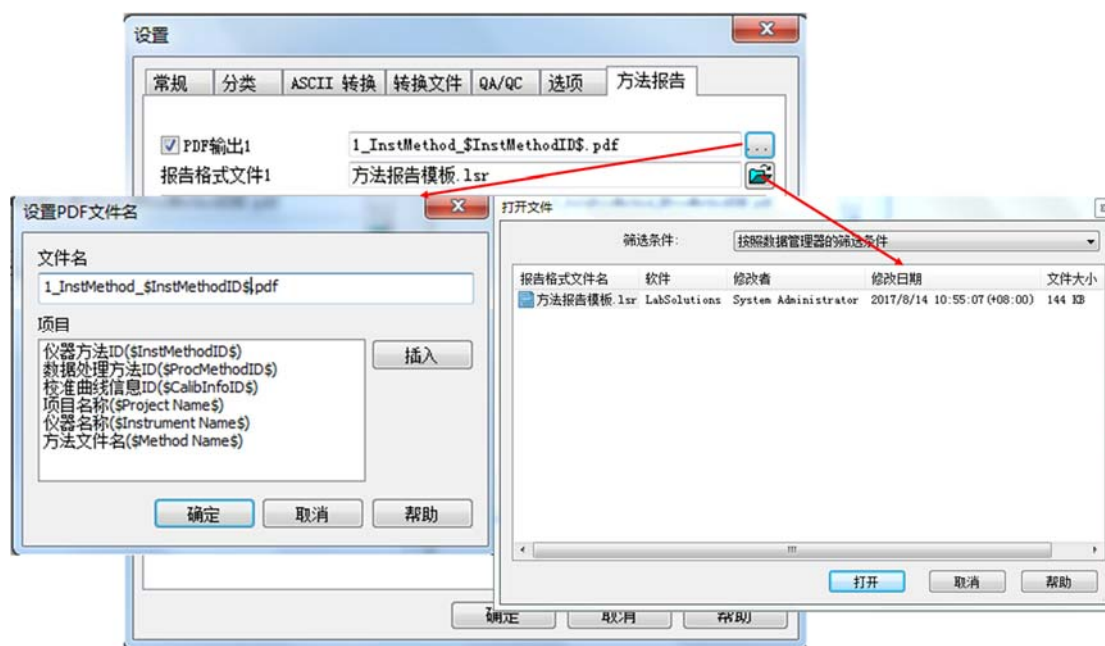 设置
常规 分类 ASCII 转换 转换文件 QA/QC 选项 方法报告
PDF输出1 1_InstMethod_$InstMethodID$.pdf ...
报告格式文件1 方法报告模板.lsr
设置PDF文件名
文件名
1_InstMethod_$InstMethodID$.pdf
项目
仪器方法ID($InstMethodID$)
数据处理方法ID($ProcMethodID$)
校准曲线信息ID($CalibInfoID$)
项目名称($Project Name$)
仪器名称($Instrument Name$)
方法文件名($Method Name$)
插入
确定 取消 帮助
打开文件
筛选条件: 按照数据管理器的筛选条件
报告格式文件名 软件 修改者 修改日期 文件大小
方法报告模板.lsr LabSolutions System Administrator 2017/8/14 10:55:07(+08:00) 144 KB
打开 取消 帮助
确定 取消 帮助